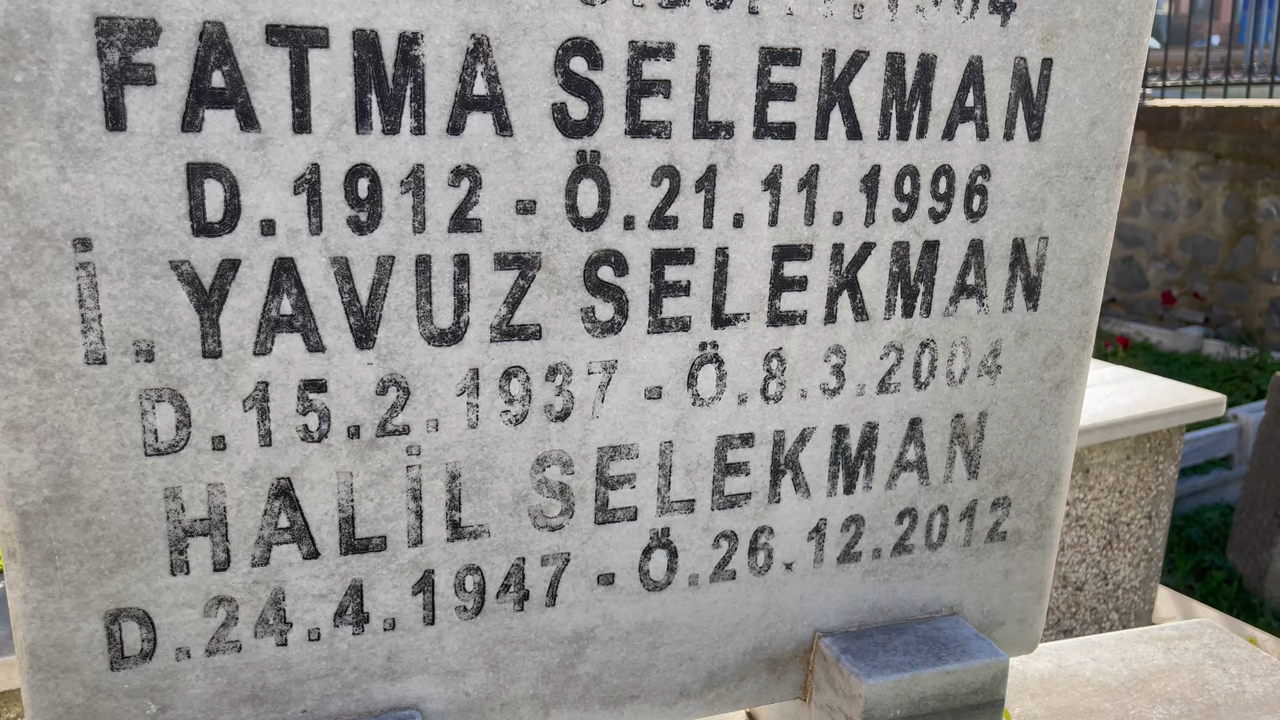 FATMA SELEKMAN
D.1912 - Ö.21.11.1996
İ.YAVUZ SELEKMAN
D.15.2.1937 - Ö.8.3.2004
HALİL SELEKMAN
D.24.4.1947 - Ö.26.12.2012